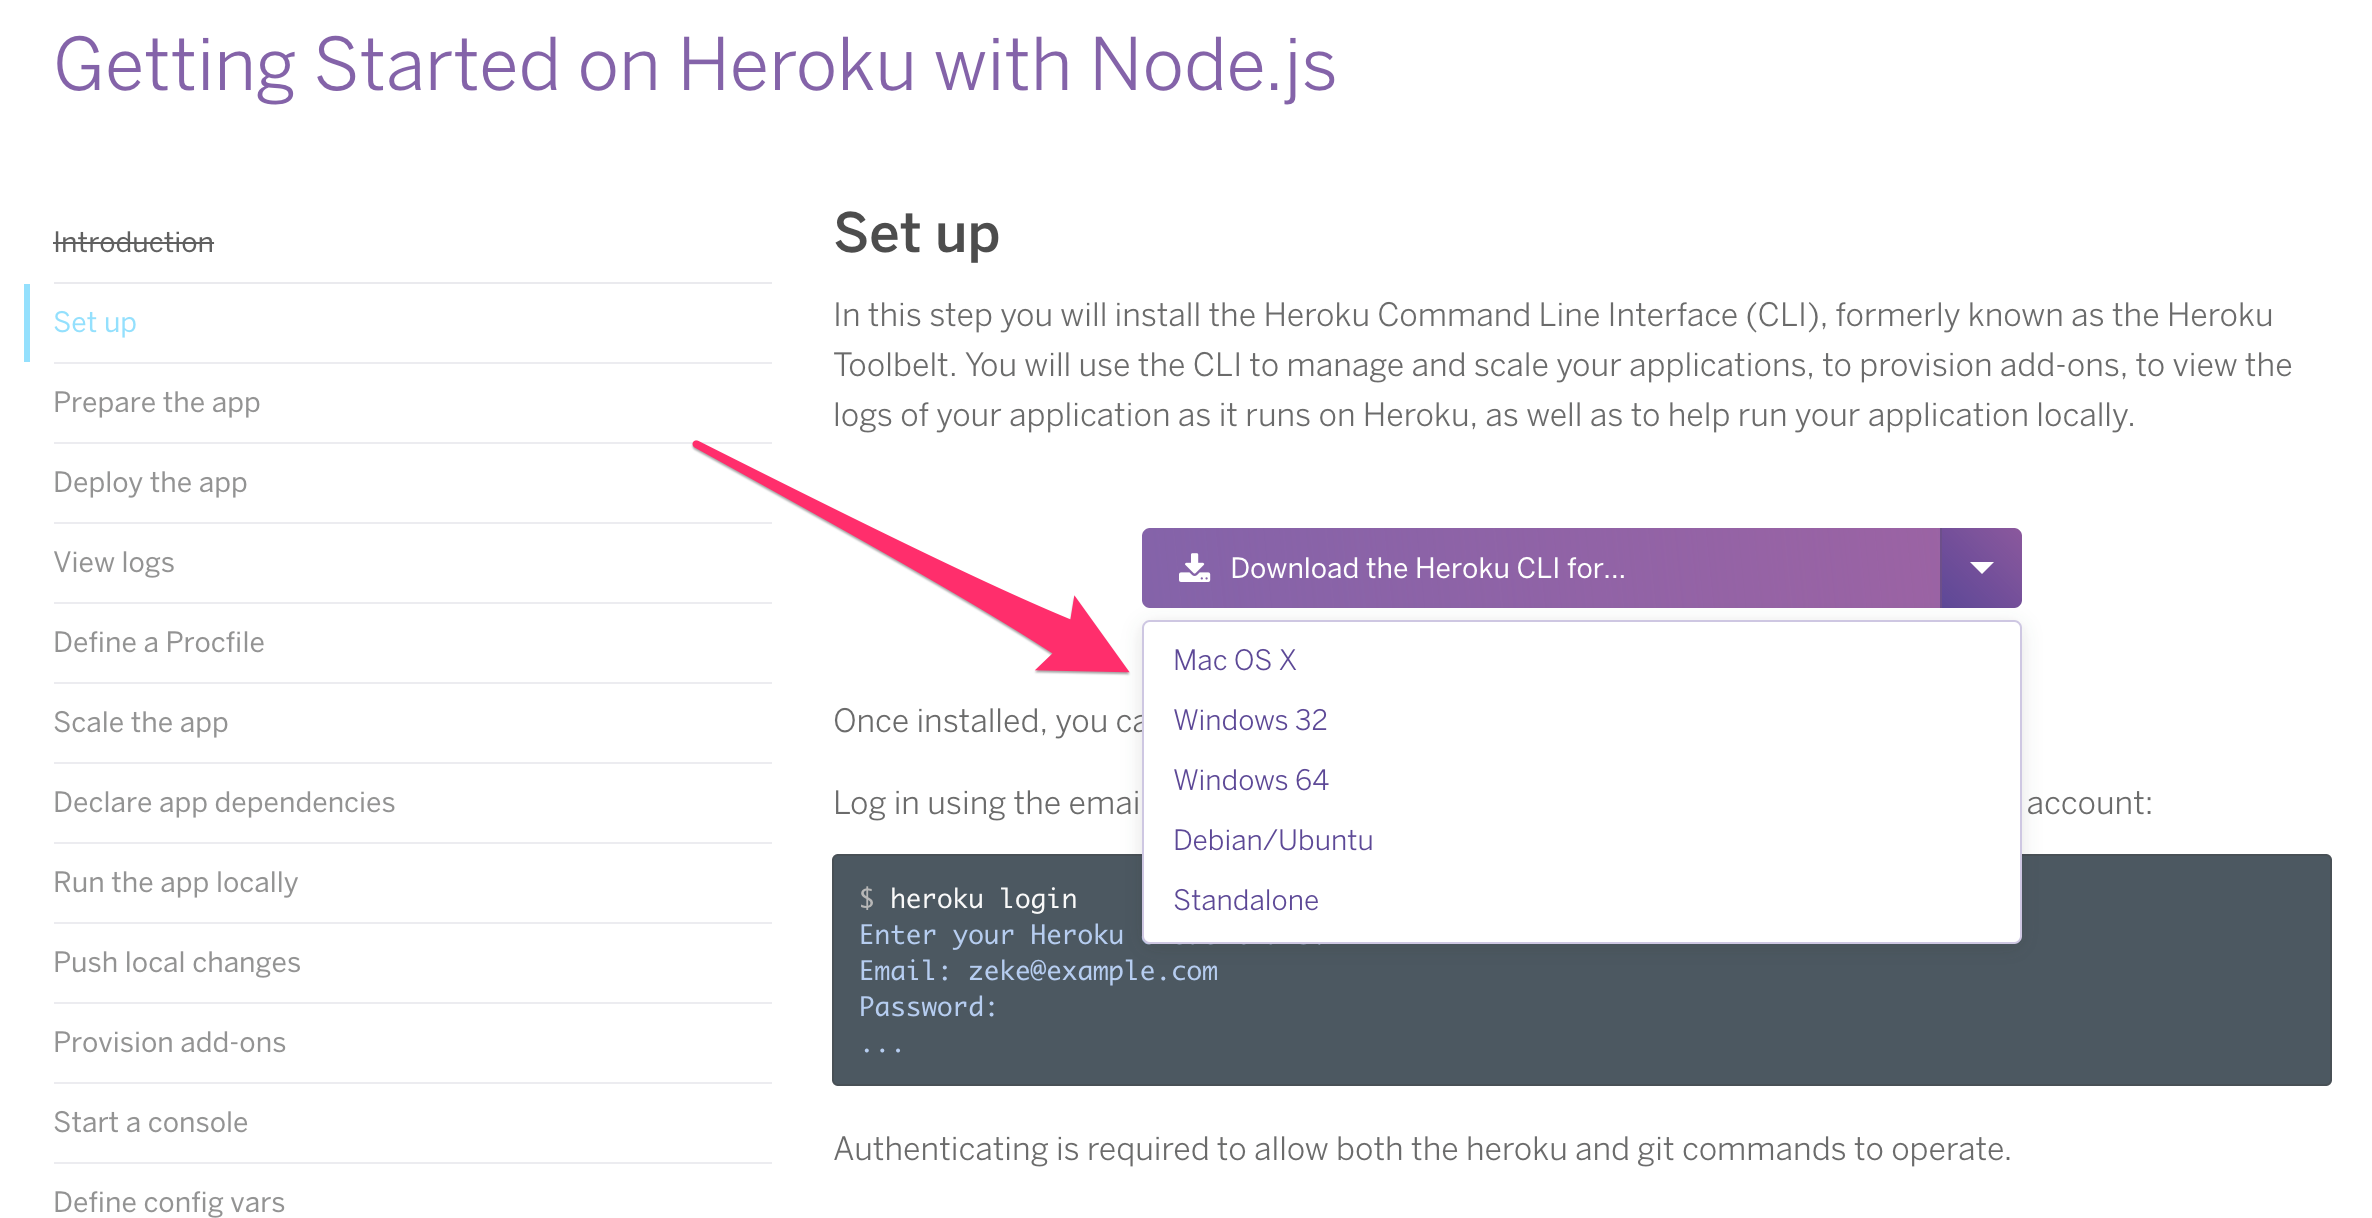 Getting Started on Heroku with Node.js
Introduction
Set up
Prepare the app
Deploy the app
View logs
Define a Procfile
Scale the app
Declare app dependencies
Run the app locally
Push local changes
Provision add-ons
Start a console
Define config vars
Set up
In this step you will install the Heroku Command Line Interface (CLI), formerly known as the Heroku
Toolbelt. You will use the CLI to manage and scale your applications, to provision add-ons, to view the
logs of your application as it runs on Heroku, as well as to help run your application locally.
Download the Heroku CLI for...
Mac OS X
Windows 32
Windows 64
Debian/Ubuntu
Standalone
Once installed, you
Log in using the account:
$ heroku login
Enter your Heroku
Email: zeke@example.com
Password:
...
Authenticating is required to allow both the heroku and git commands to operate.